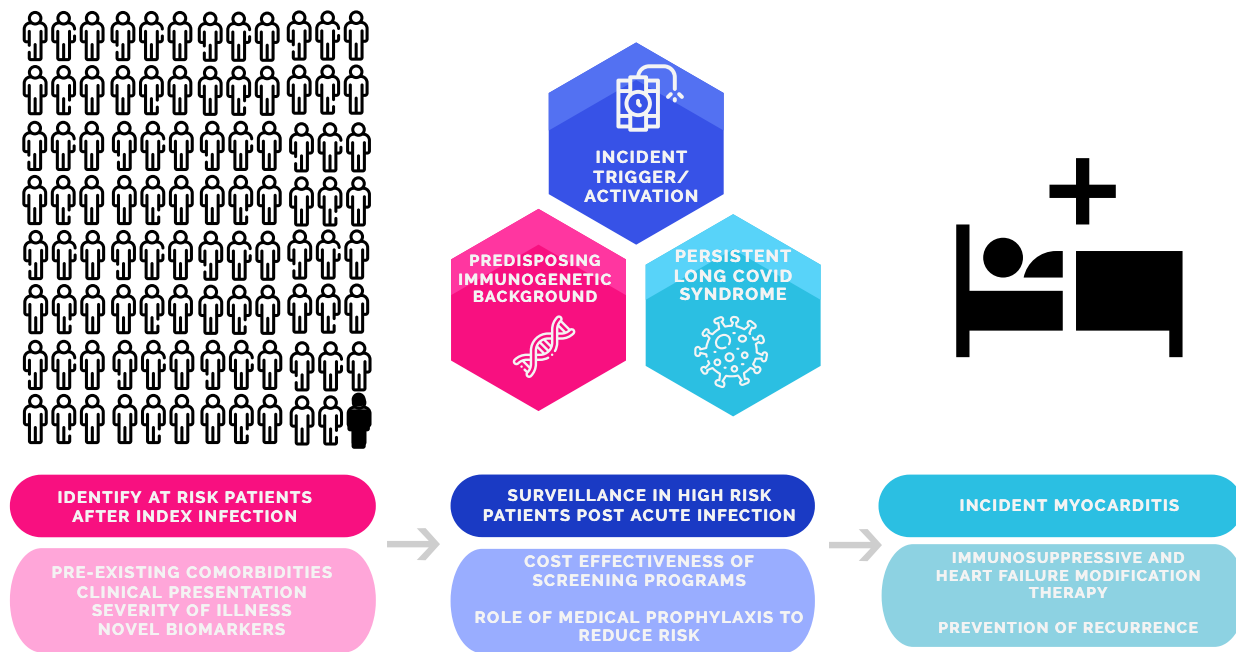 INCIDENT
TRIGGER/
ACTIVATION
PREDISPOSING
IMMUNOGENETIC
BACKGROUND
PERSISTENT
LONG COVID
SYNDROME
IDENTIFY AT RISK PATIENTS
AFTER INDEX INFECTION
PRE-EXISTING COMORBIDITIES
CLINICAL PRESENTATION
SEVERITY OF ILLNESS
NOVEL BIOMARKERS
SURVEILLANCE IN HIGH RISK
PATIENTS POST ACUTE INFECTION
COST EFFECTIVENESS OF
SCREENING PROGRAMS
ROLE OF MEDICAL PROPHYLAXIS TO
REDUCE RISK
INCIDENT MYOCARDITIS
IMMUNOSUPPRESSIVE AND
HEART FAILURE MODIFICATION
THERAPY
PREVENTION OF RECURRENCE